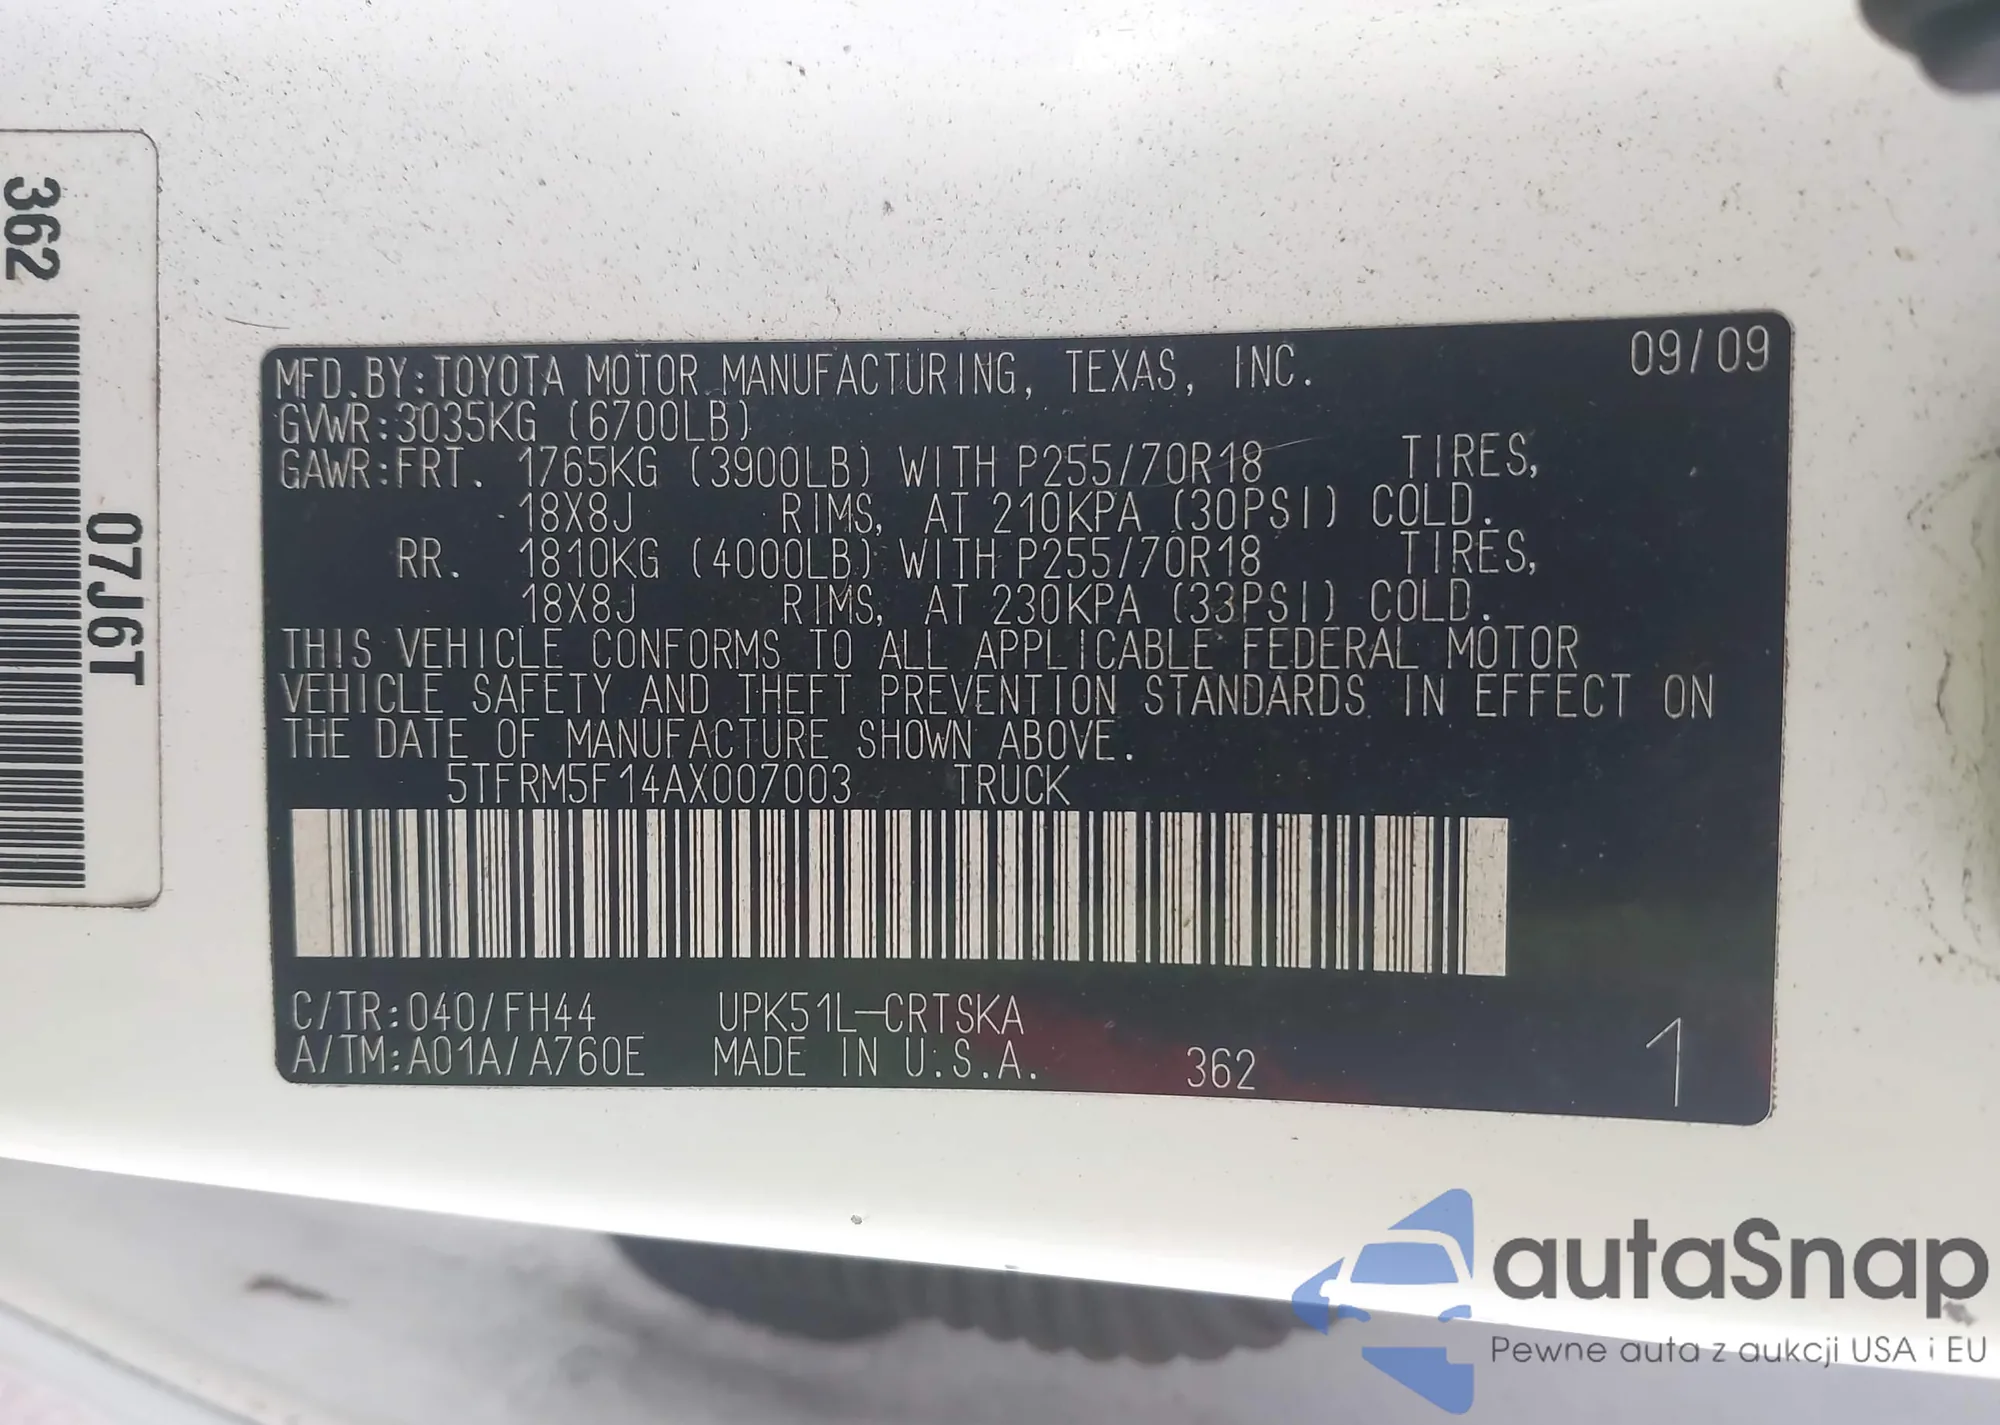 362
07J6T
MFD.BY:TOYOTA MOTOR MANUFACTURING, TEXAS, INC. 09/09
GVWR:3035KG (6700LB)
GAWR:FRT. 1765KG (3900LB) WITH P255/70R18 TIRES,
18X8J RIMS, AT 210KPA (30PSI) COLD.
RR. 1810KG (4000LB) WITH P255/70R18 TIRES,
18X8J RIMS, AT 230KPA (33PSI) COLD.
THIS VEHICLE CONFORMS TO ALL APPLICABLE FEDERAL MOTOR
VEHICLE SAFETY AND THEFT PREVENTION STANDARDS IN EFFECT ON
THE DATE OF MANUFACTURE SHOWN ABOVE.
5TFRM5F14AX007003 TRUCK
C/TR:040/FH44 UPK51L-CRTSKA
A/TM:A01A/A760E MADE IN U.S.A. 362 1
autaSnap
Pewne auta z aukcji USA i EU